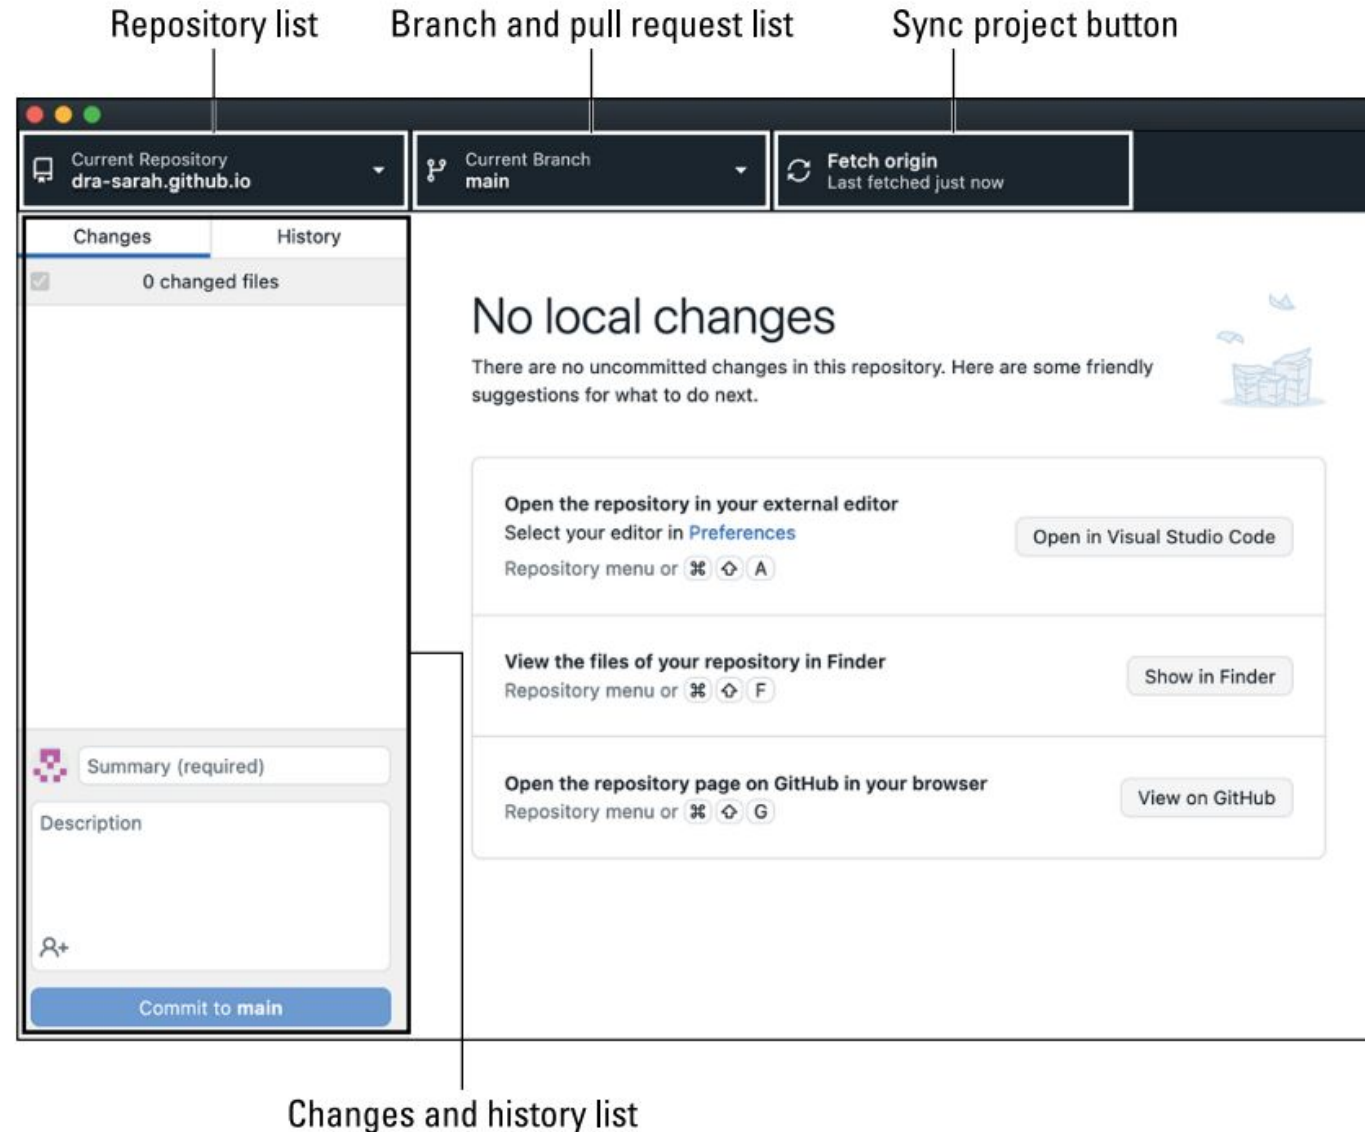 Repository list
Branch and pull request list
Sync project button
Current Repository
dra-sarah.github.io
Current Branch
main
Fetch origin
Last fetched just now
Changes
History
0 changed files
No local changes
There are no uncommitted changes in this repository. Here are some friendly
suggestions for what to do next.
Open the repository in your external editor
Select your editor in Preferences
Repository menu or ⌘ ⇧ A
Open in Visual Studio Code
View the files of your repository in Finder
Repository menu or ⌘ ⇧ F
Show in Finder
Open the repository page on GitHub in your browser
Repository menu or ⌘ ⇧ G
View on GitHub
Summary (required)
Description
Commit to main
Changes and history list